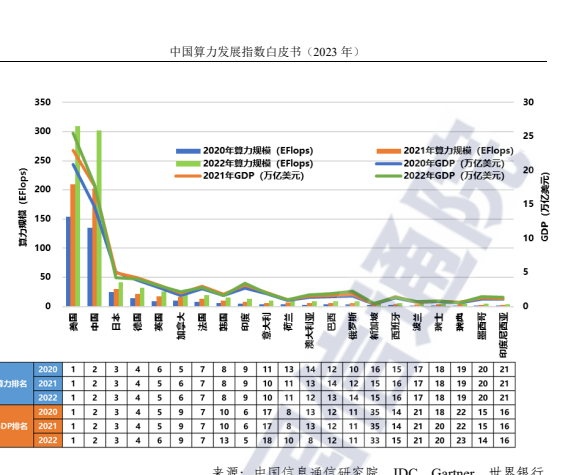 中国算力发展指数白皮书（2023 年）
350
300
250
200
150
100
50
0
算力规模（EFlops）
30
25
20
15
10
5
0
GDP（万亿美元）
2020年算力规模（EFlops）
2021年算力规模（EFlops）
2022年算力规模（EFlops）
2020年GDP（万亿美元）
2021年GDP（万亿美元）
2022年GDP（万亿美元）
美国 中国 日本 德国 英国 加拿大 法国 韩国 印度 意大利 荷兰 澳大利亚 巴西 俄罗斯 新加坡 西班牙 波兰 瑞士 瑞典 墨西哥 印度尼西亚
力排名
2020 1 2 3 4 6 5 7 8 9 11 13 14 12 10 16 15 17 18 19 20 21
2021 1 2 3 4 5 6 7 8 9 10 11 13 14 12 15 16 17 18 19 20 21
2022 1 2 3 4 5 6 7 8 9 10 11 12 13 14 15 16 17 18 19 20 21
DP排名
2020 1 2 3 4 6 9 7 10 6 17 8 13 12 11 35 14 21 18 22 15 16
2021 1 2 3 4 5 9 7 10 6 17 8 13 12 11 35 14 21 20 22 15 16
2022 1 2 3 4 6 9 7 13 5 18 10 8 12 11 33 15 21 20 23 14 16
来源：中国信息通信研究院、IDC、Gartner、世界银行
国信通院